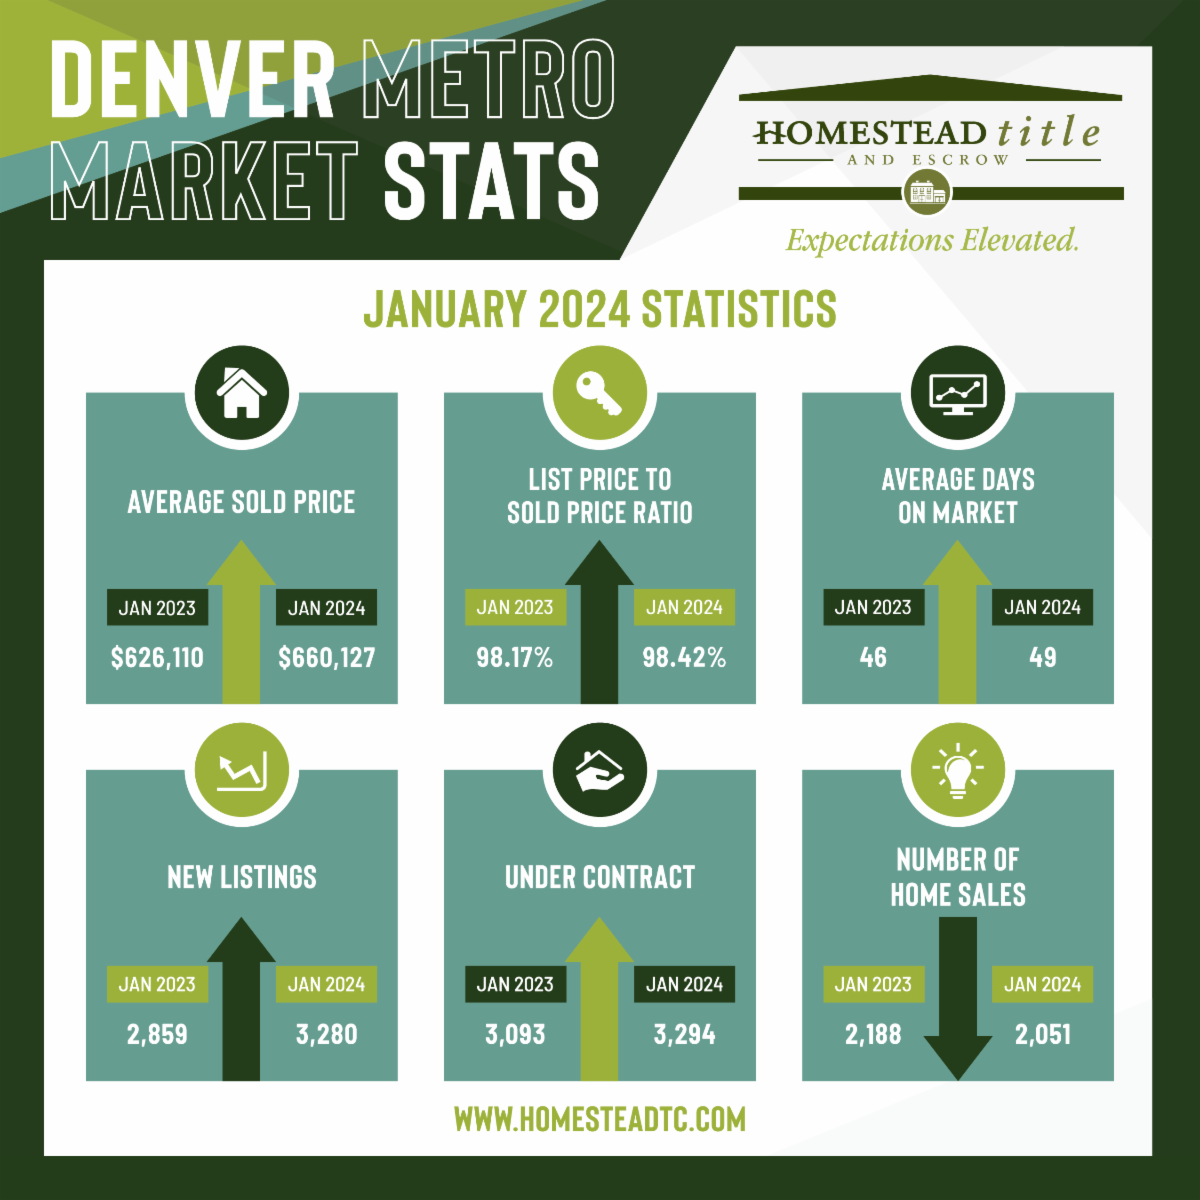 DENVER METRO
MARKET STATS
HOMESTEAD title
AND ESCROW
Expectations Elevated.
JANUARY 2024 STATISTICS
AVERAGE SOLD PRICE
JAN 2023
JAN 2024
$626,110
$660,127
LIST PRICE TO
SOLD PRICE RATIO
JAN 2023
JAN 2024
98.17%
98.42%
AVERAGE DAYS
ON MARKET
JAN 2023
JAN 2024
46
49
NEW LISTINGS
JAN 2023
JAN 2024
2,859
3,280
UNDER CONTRACT
JAN 2023
JAN 2024
3,093
3,294
NUMBER OF
HOME SALES
JAN 2023
JAN 2024
2,188
2,051
WWW.HOMESTEADTC.COM